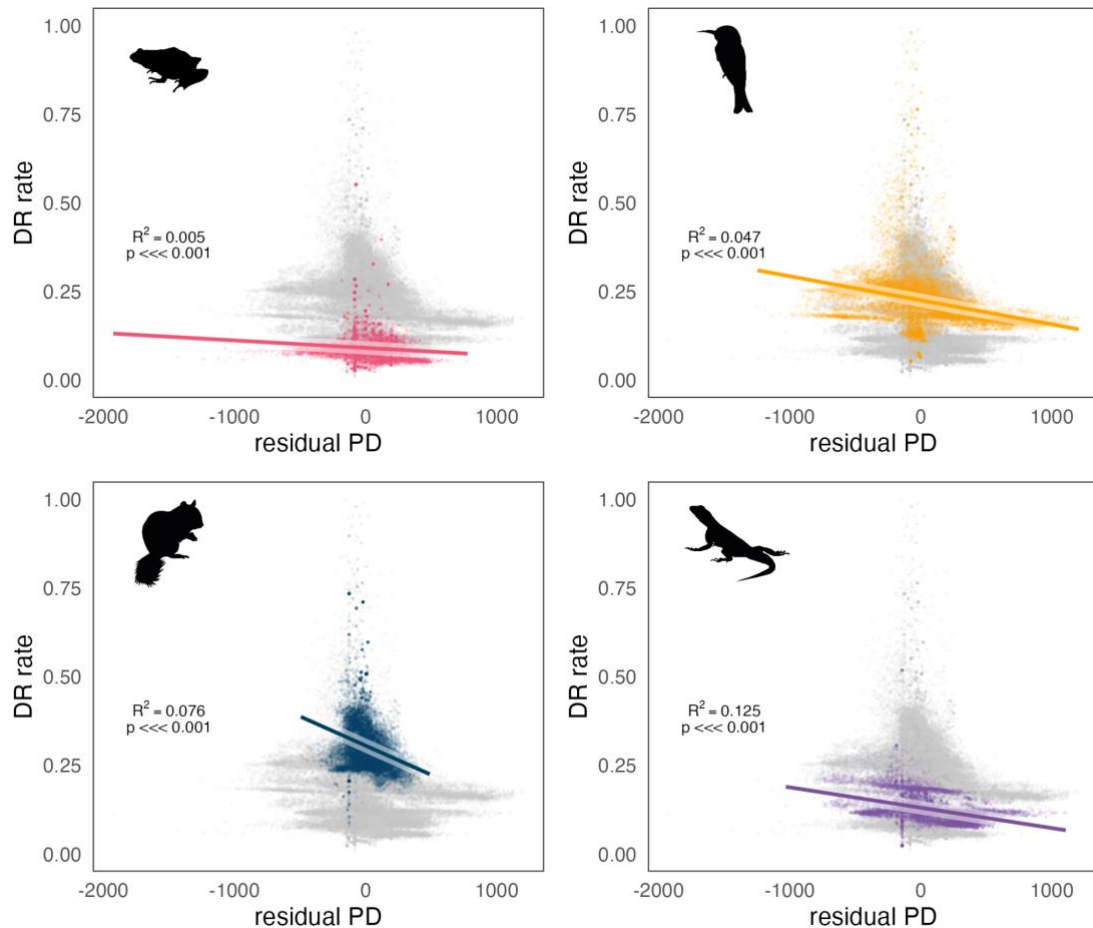 1.00
0.75
0.50
0.25
0.00
DR rate
R² = 0.005
p <<< 0.001
-2000 -1000 0 1000
residual PD
1.00
0.75
0.50
0.25
0.00
DR rate
R² = 0.047
p <<< 0.001
-2000 -1000 0 1000
residual PD
1.00
0.75
0.50
0.25
0.00
DR rate
R² = 0.076
p <<< 0.001
-2000 -1000 0 1000
residual PD
1.00
0.75
0.50
0.25
0.00
DR rate
R² = 0.125
p <<< 0.001
-2000 -1000 0 1000
residual PD